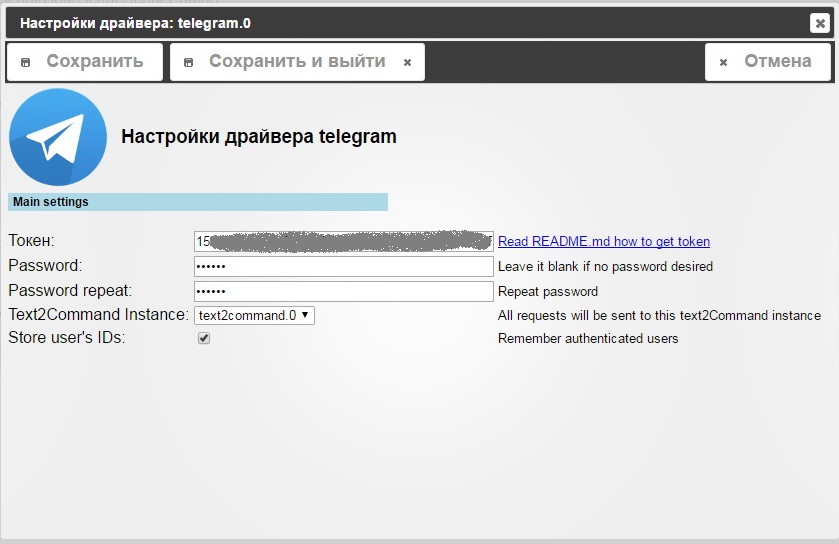 Настройки драйвера: telegram.0
Сохранить Сохранить и выйти Отмена
Настройки драйвера telegram
Main settings
Токен: 15 Read README.md how to get token
Password: •••••• Leave it blank if no password desired
Password repeat: •••••• Repeat password
Text2Command Instance: text2command.0 All requests will be sent to this text2Command instance
Store user's IDs: Remember authenticated users